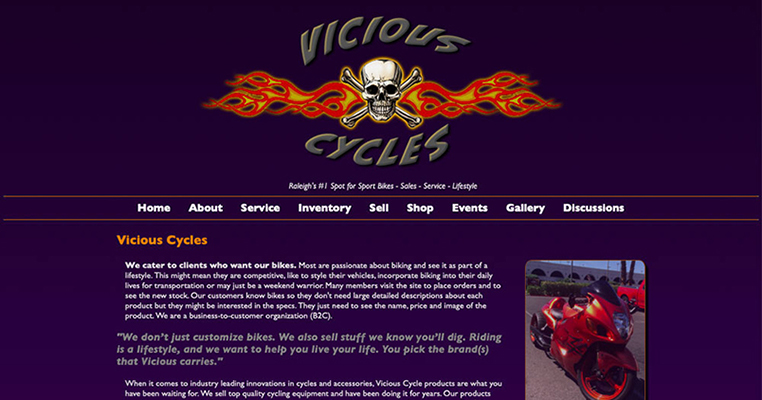 VICIOUS
CYCLES
Raleigh's #1 Spot for Sport Bikes - Sales - Service - Lifestyle
Home About Service Inventory Sell Shop Events Gallery Discussions
Vicious Cycles
We cater to clients who want our bikes. Most are passionate about biking and see it as part of a
lifestyle. This might mean they are competitive, like to style their vehicles, incorporate biking into their daily
lives for transportation or may just be a weekend warrior. Many members visit the site to place orders and to
see the new stock. Our customers know bikes so they don't need large detailed descriptions about each
product but they might be interested in the specs. They just need to see the name, price and image of the
product. We are a business-to-customer organization (B2C).
"We don't just customize bikes. We also sell stuff we know you'll dig. Riding
is a lifestyle, and we want to help you live your life. You pick the brand(s)
that Vicious carries."
When it comes to industry leading innovations in cycles and accessories, Vicious Cycle products are what you
have been waiting for. We sell top quality cycling equipment and have been doing it for years. Our products